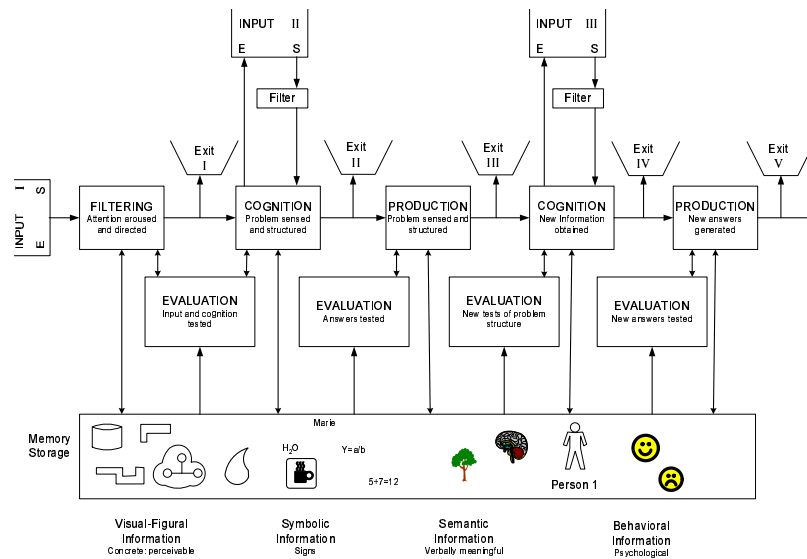 INPUT II
E S
Filter
INPUT III
E S
Filter
Exit
I
Exit
II
Exit
III
Exit
IV
Exit
V
INPUT I
E S
FILTERING
Attention aroused
and directed
COGNITION
Problem sensed
and structured
PRODUCTION
Problem sensed and
structured
COGNITION
New Information
obtained
PRODUCTION
New answers
generated
EVALUATION
Input and cognition
tested
EVALUATION
Answers tested
EVALUATION
New tests of problem
structure
EVALUATION
New answers tested
Memory
Storage
Marie
H2O
Y=a/b
5+7=12
Person 1
Visual-Figural
Information
Concrete: perceivable
Symbolic
Information
Signs
Semantic
Information
Verbally meaningful
Behavioral
Information
Psychological